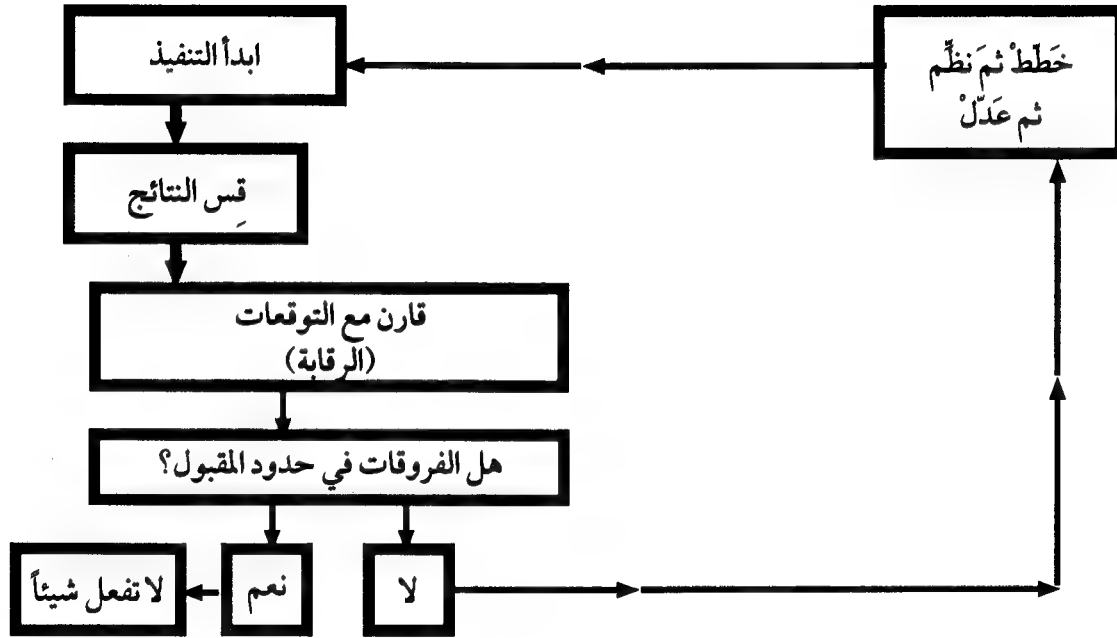 خَطِّطْ ثمَ نظِّم
ثم عَدّلْ
ابدأ التنفيذ
قِس النتائج
قارن مع التوقعات
(الرقابة)
هل الفروقات في حدود المقبول؟
لا
نعم
لا تفعل شيئاً